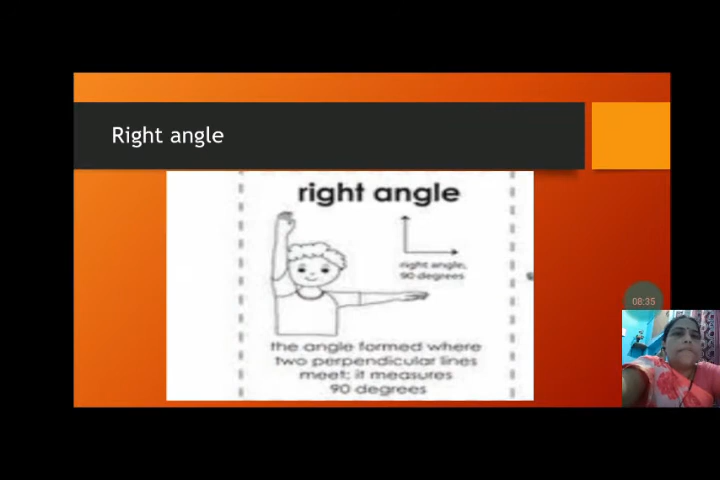 Right angle
right angle
right angle,
90 degrees
the angle formed where
two perpendicular lines
meet; it measures
90 degrees
08:35